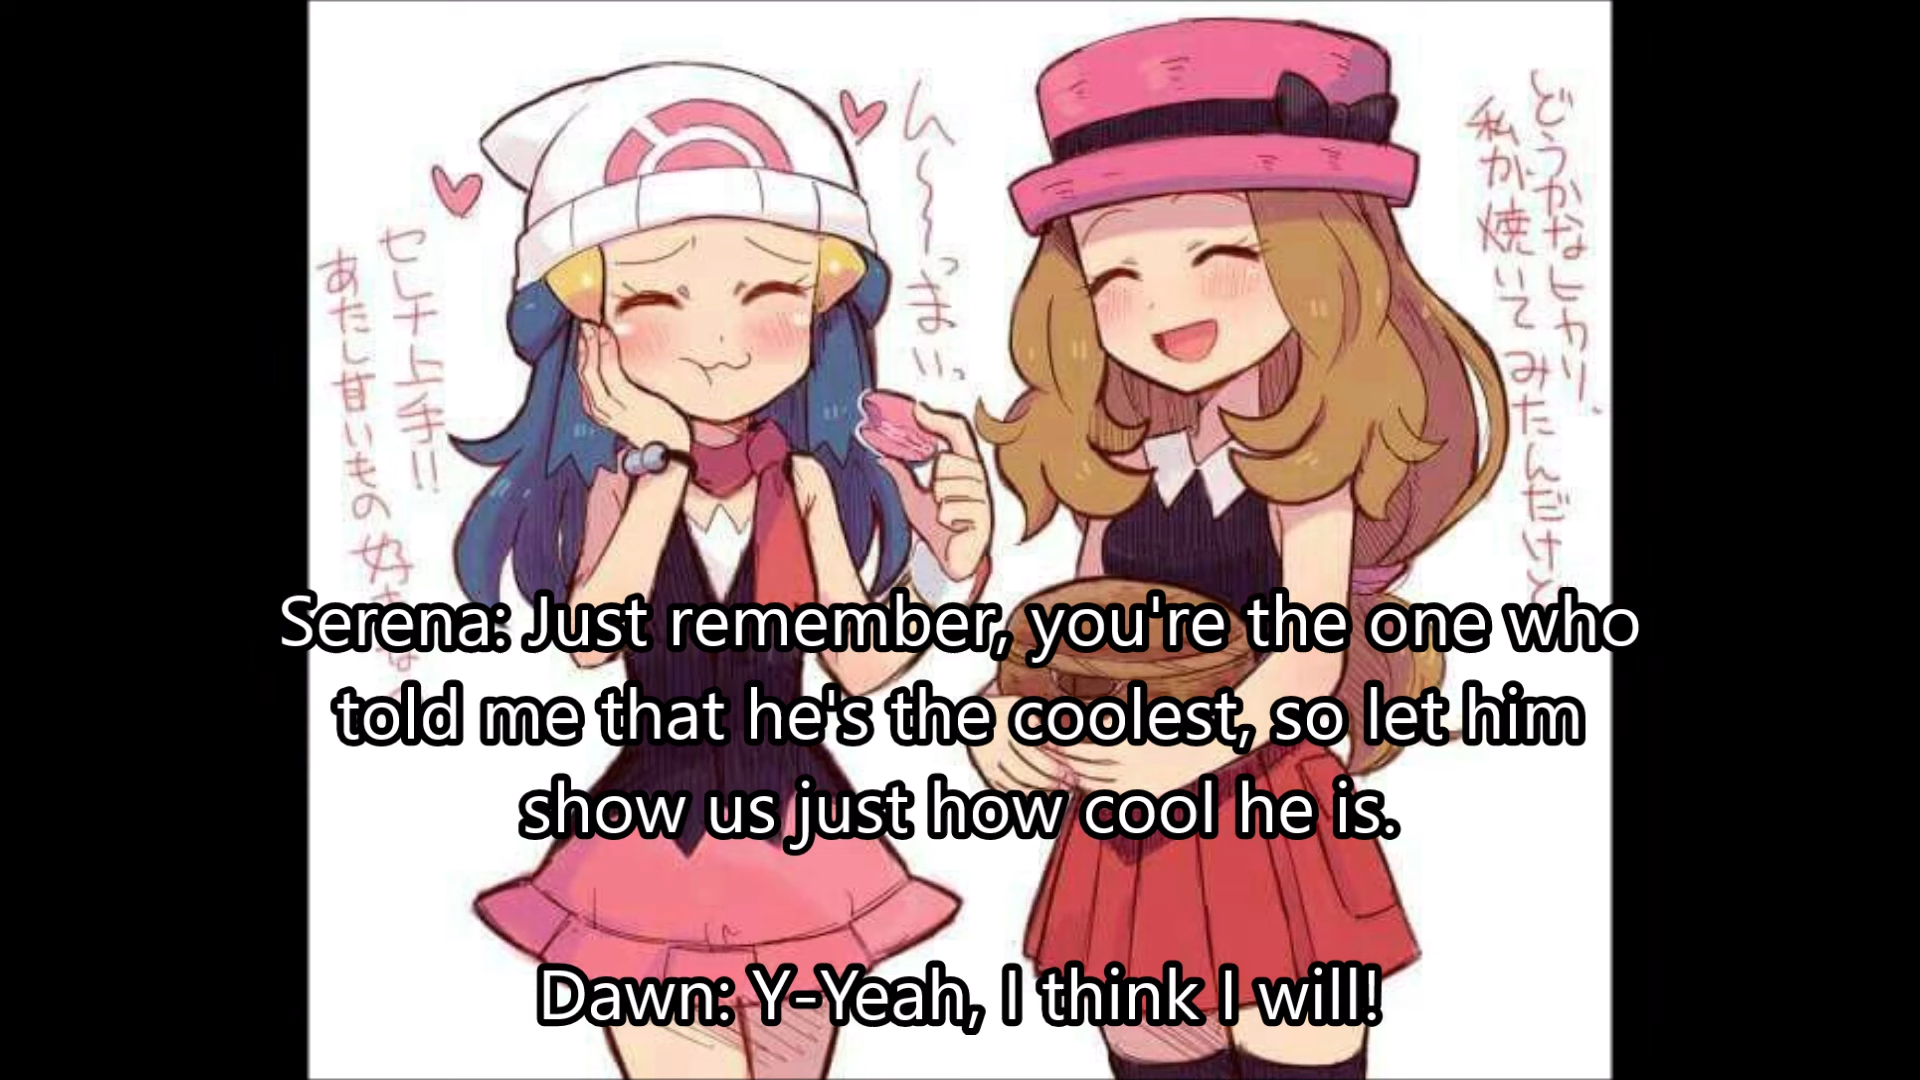 どうかなヒカリ、
私が焼いてみたんだけど
ん～～っまいっ
セレナ上手!!
あたし甘いもの好き
Serena: Just remember, you're the one who
told me that he's the coolest, so let him
show us just how cool he is.
Dawn: Y-Yeah, I think I will!